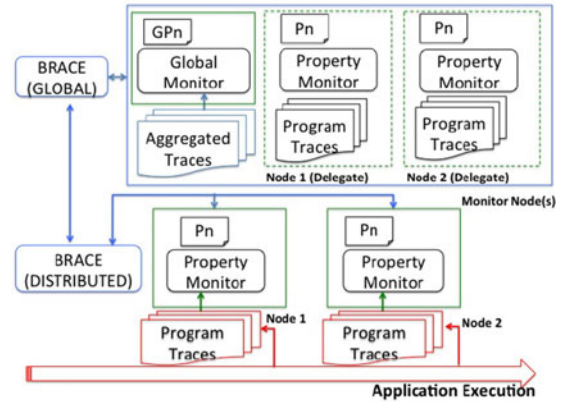 GPn
Global
Monitor
Aggregated
Traces
Pn
Property
Monitor
Program
Traces
Node 1 (Delegate)
Pn
Property
Monitor
Program
Traces
Node 2 (Delegate)
BRACE
(GLOBAL)
Monitor Node(s)
BRACE
(DISTRIBUTED)
Pn
Property
Monitor
Node 1
Program
Traces
Pn
Property
Monitor
Node 2
Program
Traces
Application Execution